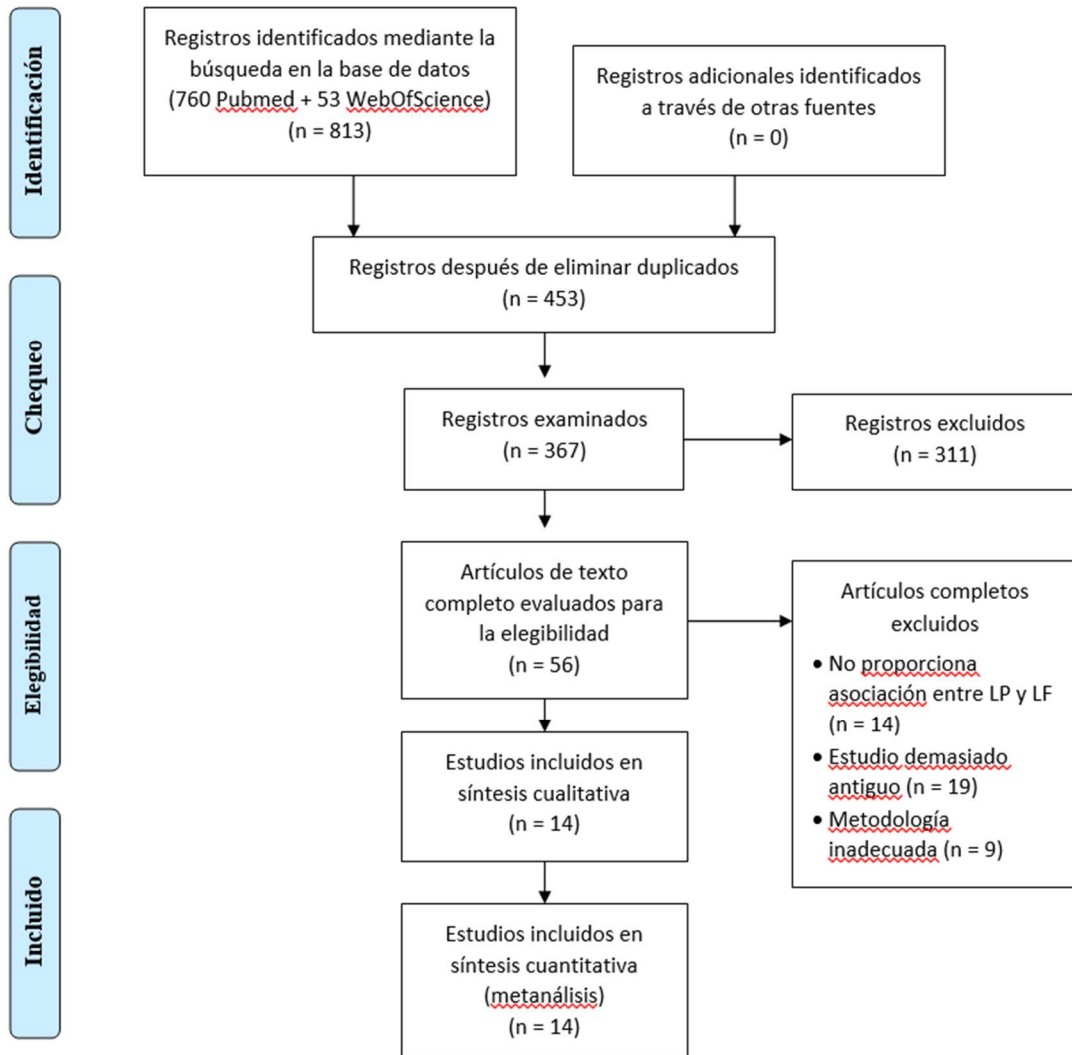 Identificación
Registros identificados mediante la
búsqueda en la base de datos
(760 Pubmed + 53 WebOfScience)
(n = 813)
Registros adicionales identificados
a través de otras fuentes
(n = 0)
Registros después de eliminar duplicados
(n = 453)
Chequeo
Registros examinados
(n = 367)
Registros excluidos
(n = 311)
Elegibilidad
Artículos de texto
completo evaluados para
la elegibilidad
(n = 56)
Artículos completos
excluidos
• No proporciona
asociación entre LP y LF
(n = 14)
• Estudio demasiado
antiguo (n = 19)
• Metodología
inadecuada (n = 9)
Estudios incluidos en
síntesis cualitativa
(n = 14)
Incluido
Estudios incluidos en
síntesis cuantitativa
(metanálisis)
(n = 14)